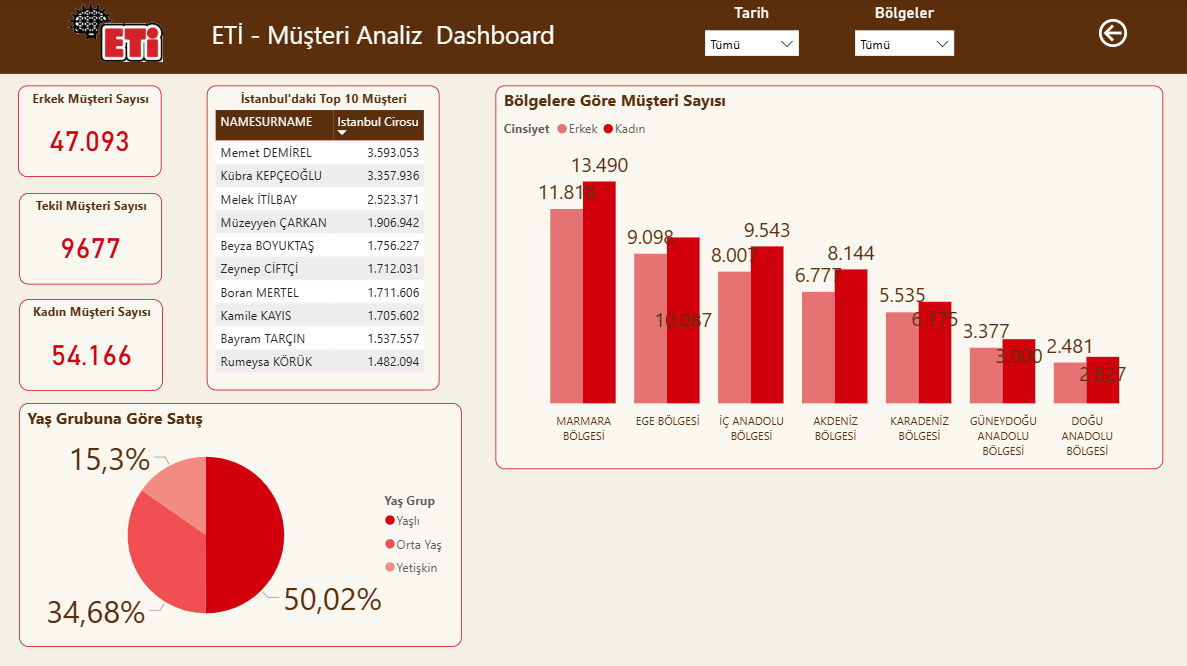 ETİ
ETİ - Müşteri Analiz Dashboard
Tarih
Tümü
Bölgeler
Tümü
Erkek Müşteri Sayısı
47.093
Tekil Müşteri Sayısı
9677
Kadın Müşteri Sayısı
54.166
İstanbul'daki Top 10 Müşteri
NAMESURNAME Istanbul Cirosu
Memet DEMİREL 3.593.053
Kübra KEPÇEOĞLU 3.357.936
Melek İTİLBAY 2.523.371
Müzeyyen ÇARKAN 1.906.942
Beyza BOYUKTAŞ 1.756.227
Zeynep CİFTÇİ 1.712.031
Boran MERTEL 1.711.606
Kamile KAYIS 1.705.602
Bayram TARÇIN 1.537.557
Rumeysa KÖRÜK 1.482.094
Bölgelere Göre Müşteri Sayısı
Cinsiyet Erkek Kadın
11.818
13.490
9.098
10.087
8.007
9.543
6.777
8.144
5.535
6.175
3.377
3.900
2.481
2.827
MARMARA
BÖLGESİ
EGE BÖLGESİ
İÇ ANADOLU
BÖLGESİ
AKDENİZ
BÖLGESİ
KARADENİZ
BÖLGESİ
GÜNEYDOĞU
ANADOLU
BÖLGESİ
DOĞU
ANADOLU
BÖLGESİ
Yaş Grubuna Göre Satış
15,3%
34,68%
50,02%
Yaş Grup
Yaşlı
Orta Yaş
Yetişkin